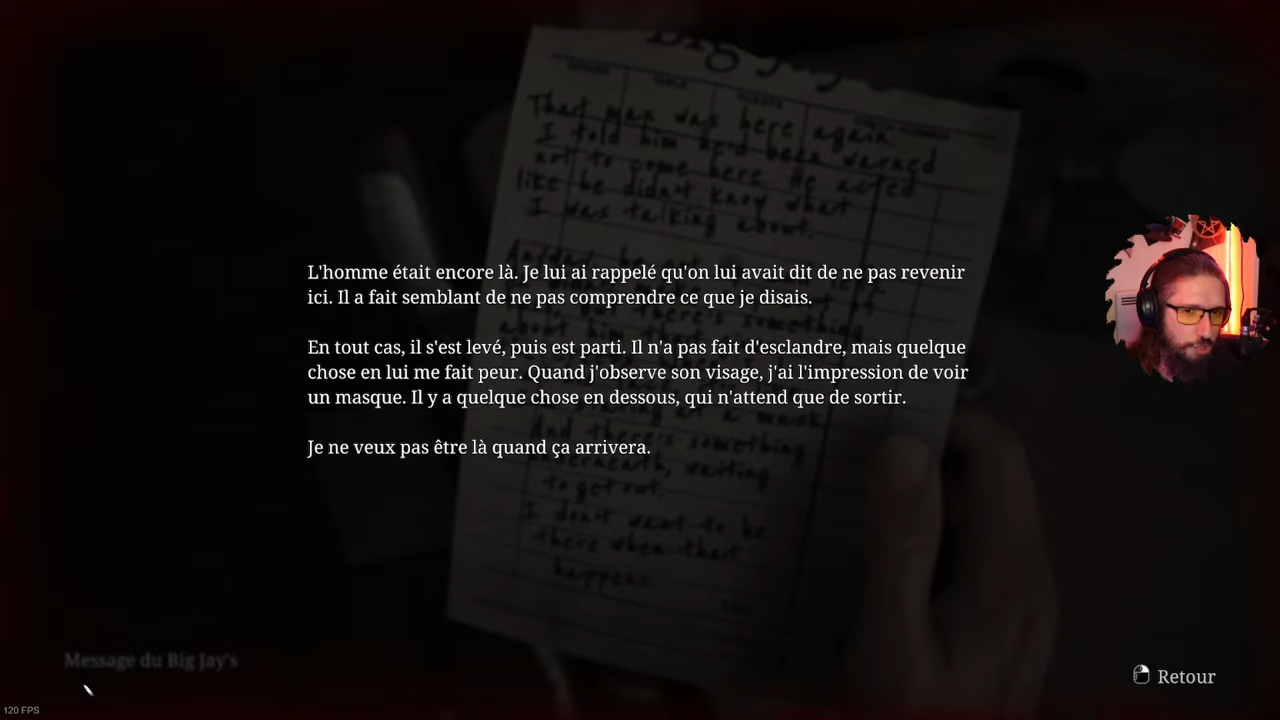 Big Jay's
That man was here again.
I told him he'd been warned
not to come here. He acted
like he didn't know what
I was talking about.
L'homme était encore là. Je lui ai rappelé qu'on lui avait dit de ne pas revenir
ici. Il a fait semblant de ne pas comprendre ce que je disais.
En tout cas, il s'est levé, puis est parti. Il n'a pas fait d'esclandre, mais quelque
chose en lui me fait peur. Quand j'observe son visage, j'ai l'impression de voir
un masque. Il y a quelque chose en dessous, qui n'attend que de sortir.
Je ne veux pas être là quand ça arrivera.
there's something
about him
at a mask
And there's something
underneath, waiting
to get out.
I don't want to be
there when that
happens.
Message du Big Jay's
Retour
120 FPS